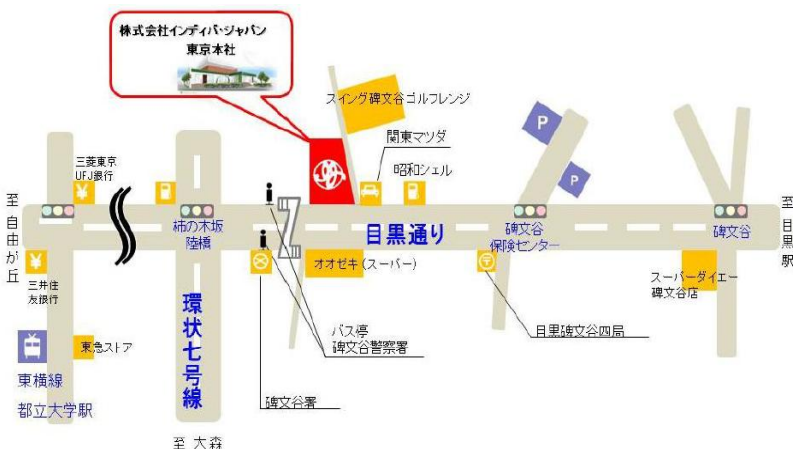 株式会社インディバ・ジャパン
東京本社
スイング碑文谷ゴルフレンジ
P
関東マツダ
三菱東京
UFJ銀行
昭和シェル
P
¥
至自由が丘
柿の木坂
陸橋
目黒通り
碑文谷
保険センター
碑文谷
至目黒駅
¥
三井住
友銀行
オオゼキ(スーパー)
〒
スーパーダイエー
碑文谷店
環状七号線
バス停
碑文谷警察署
目黒碑文谷四局
東急ストア
東横線
都立大学駅
碑文谷署
至 大森